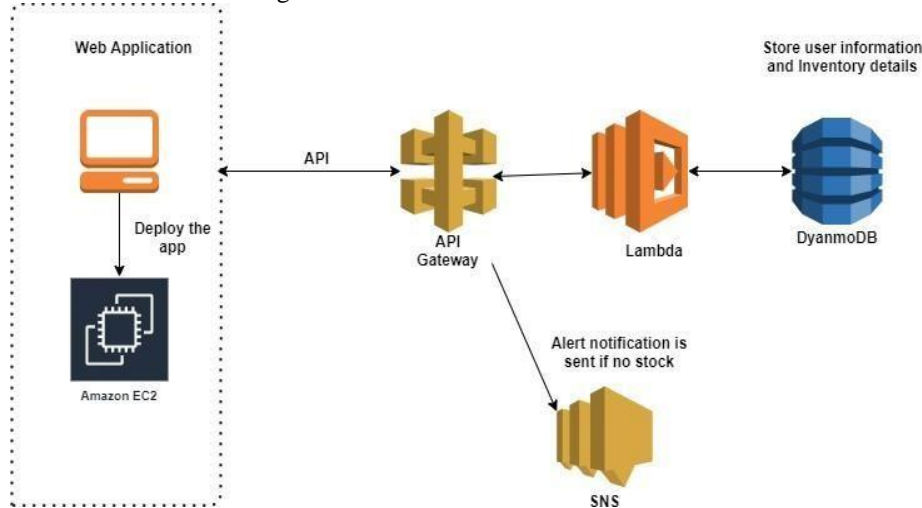 Web Application
Store user information
and Inventory details
API
Deploy the
app
API
Gateway
Lambda
DyanmoDB
Alert notification is
sent if no stock
Amazon EC2
SNS